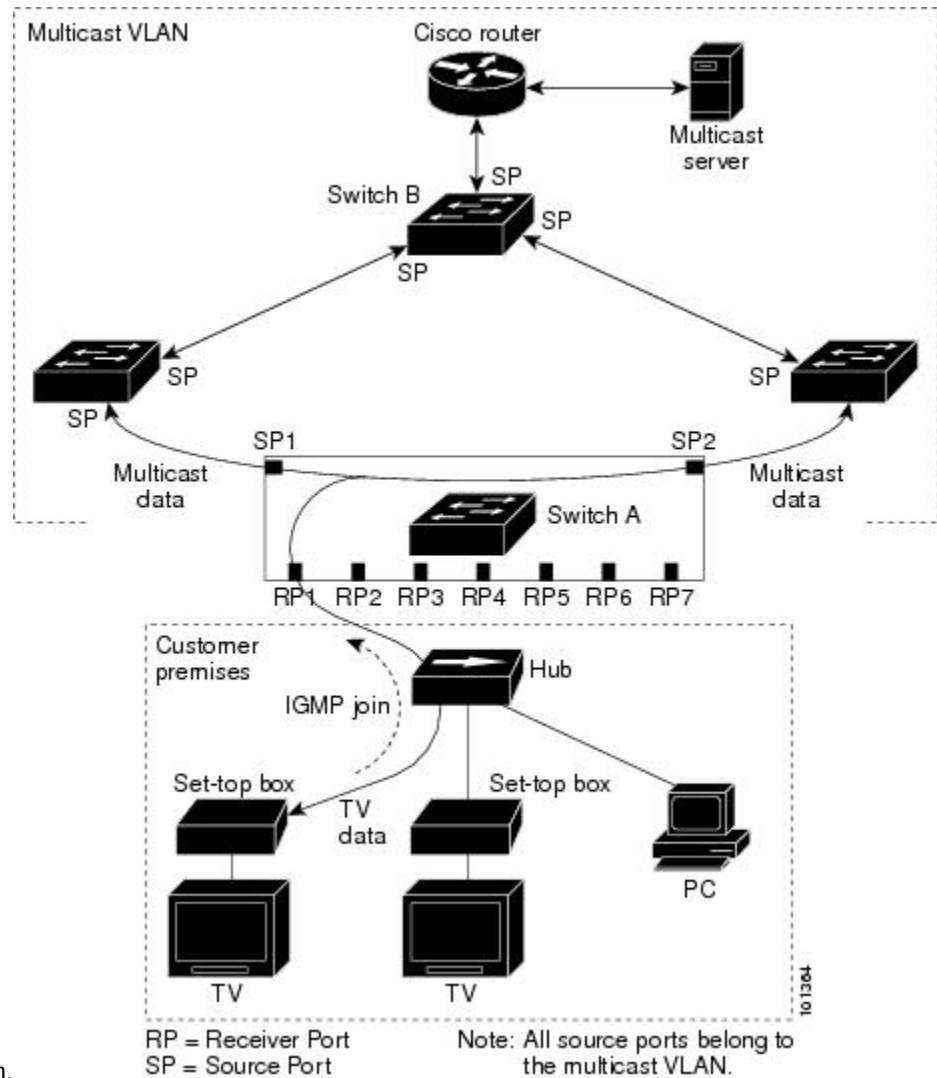 Multicast VLAN
Cisco router
Multicast
server
SP
Switch B
SP
SP
SP
SP
SP
SP1
SP2
Multicast
data
Multicast
data
Switch A
RP1 RP2 RP3 RP4 RP5 RP6 RP7
Customer
premises
Hub
IGMP join
Set-top box
Set-top box
TV
data
PC
TV
TV
101364
RP = Receiver Port
SP = Source Port
Note: All source ports belong to
the multicast VLAN.
n.